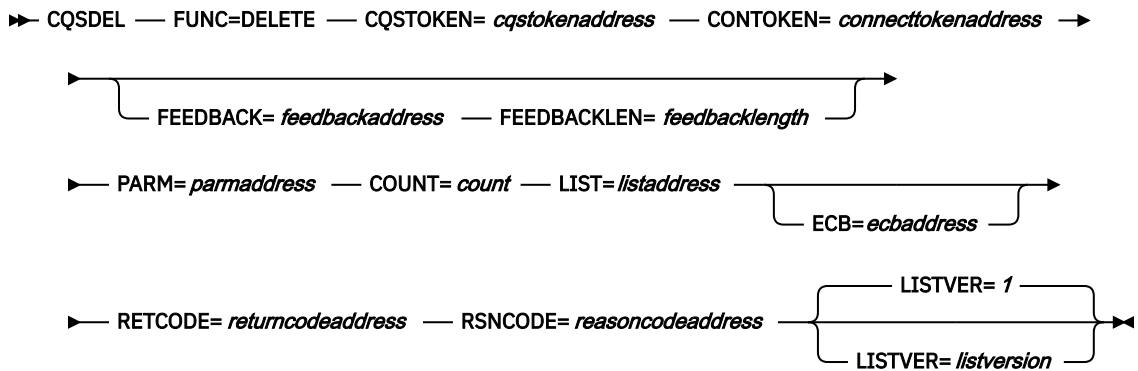 CQSDEL FUNC=DELETE CQSTOKEN= cqstokenaddress CONTOKEN= connecttokenaddress
FEEDBACK= feedbackaddress FEEDBACKLEN= feedbacklength
PARM= parmaddress COUNT= count LIST= listaddress
ECB= ecbaddress
LISTVER= 1
RETCODE= returncodeaddress RSNCODE= reasoncodeaddress
LISTVER= listversion